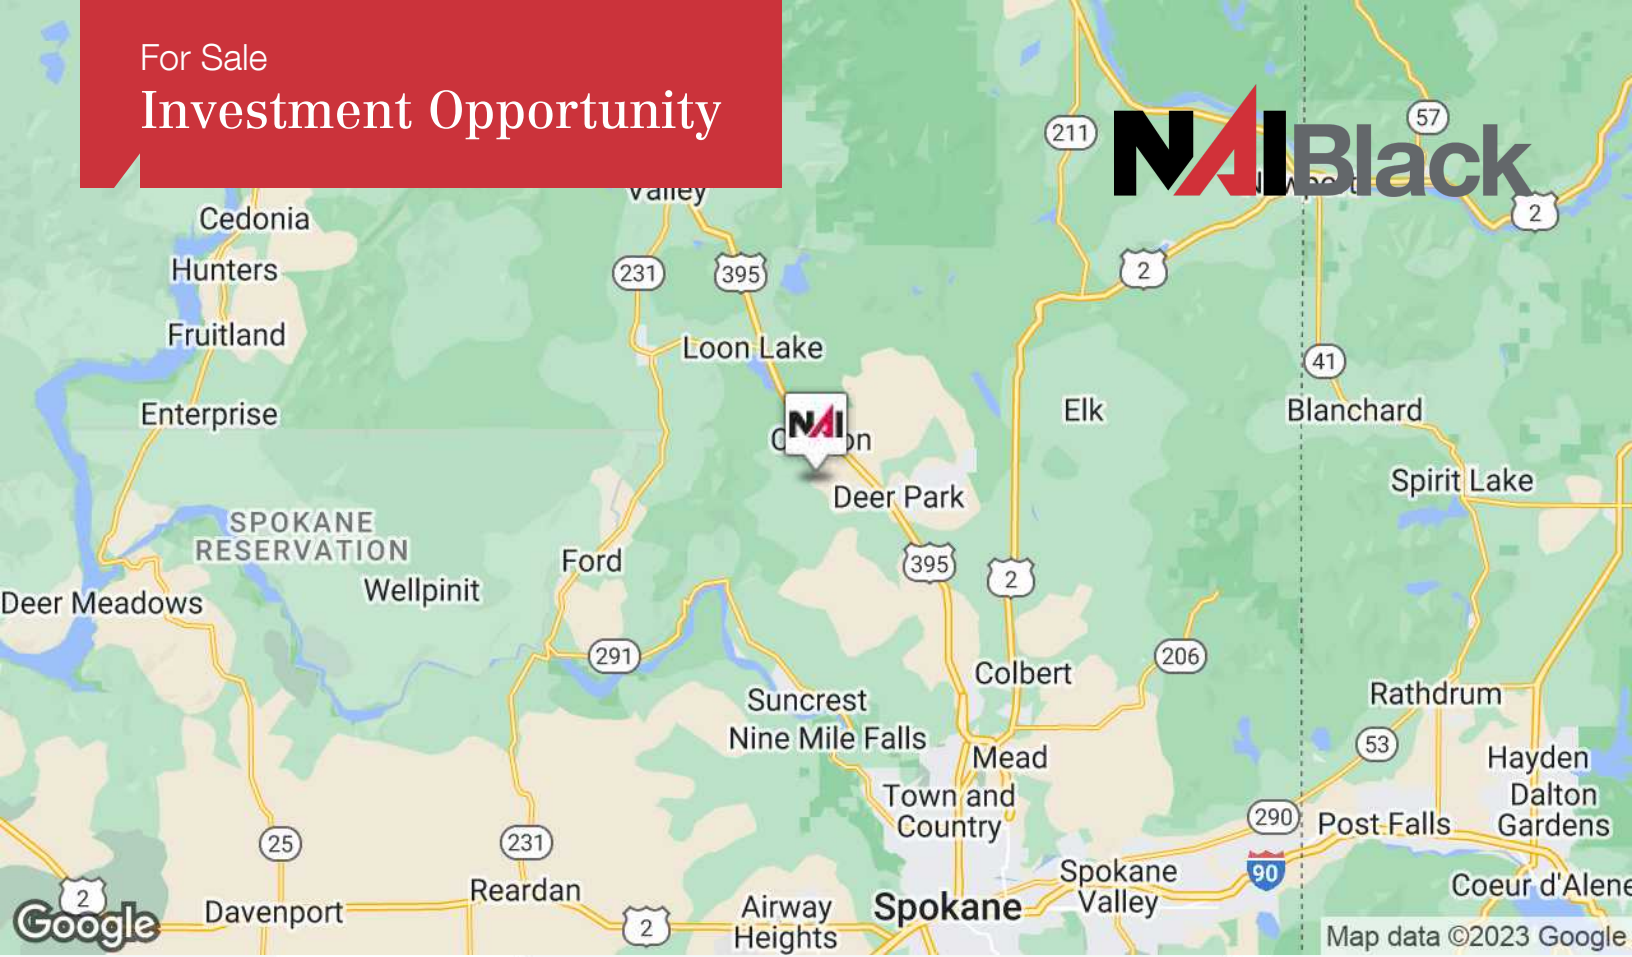 For Sale
Investment Opportunity
NAIBlack
211
57
Valley
Cedonia
2
Hunters
231
395
2
Fruitland
Loon Lake
41
NAI
Enterprise
Elk
Blanchard
Spirit Lake
Deer Park
SPOKANE
RESERVATION
Ford
395
2
Wellpinit
Deer Meadows
291
206
Colbert
Suncrest
Rathdrum
Nine Mile Falls
53
Mead
Hayden
Town and
Country
Dalton
Gardens
290
Post Falls
25
231
Spokane
Valley
90
Coeur d'Alene
2
Reardan
Davenport
Airway
Heights
Spokane
2
Google
Map data ©2023 Google